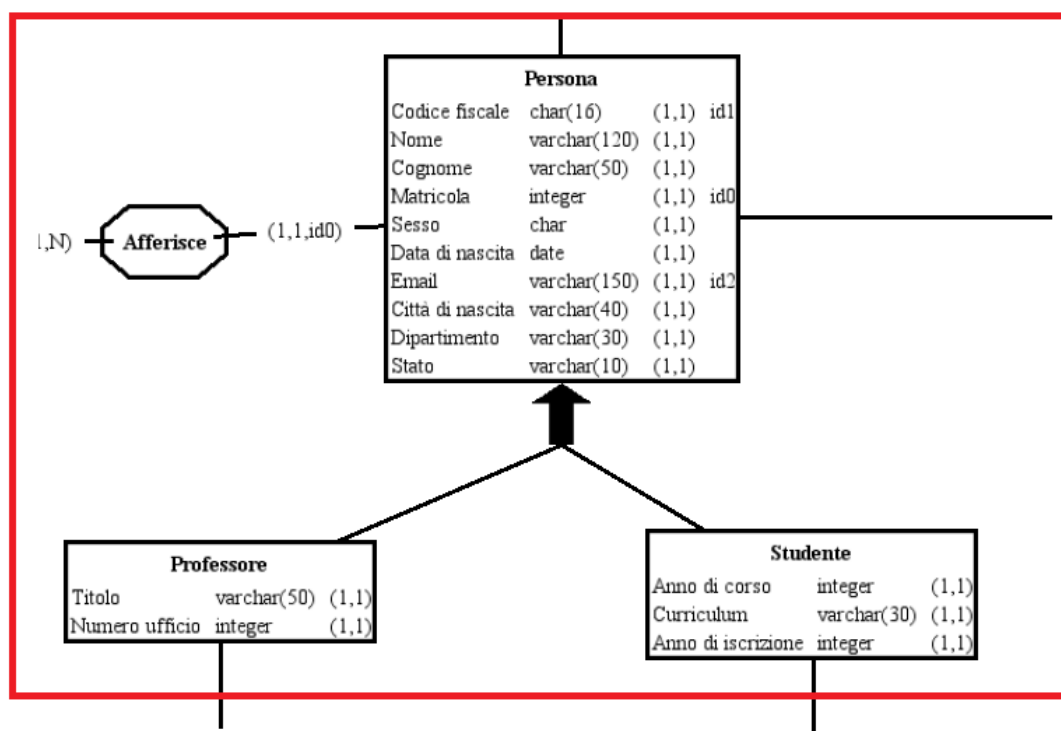 Persona
Codice fiscale char(16) (1,1) id1
Nome varchar(120) (1,1)
Cognome varchar(50) (1,1)
Matricola integer (1,1) id0
Sesso char (1,1)
Data di nascita date (1,1)
Email varchar(150) (1,1) id2
Città di nascita varchar(40) (1,1)
Dipartimento varchar(30) (1,1)
Stato varchar(10) (1,1)
1,N)
Afferisce
(1,1,id0)
Professore
Titolo varchar(50) (1,1)
Numero ufficio integer (1,1)
Studente
Anno di corso integer (1,1)
Curriculum varchar(30) (1,1)
Anno di iscrizione integer (1,1)